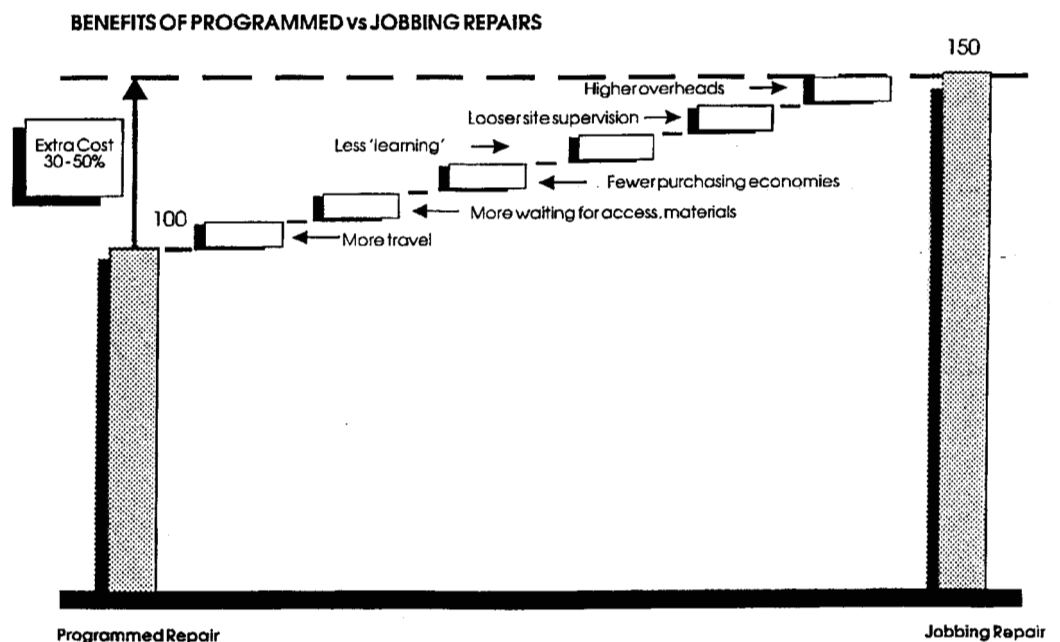 BENEFITS OF PROGRAMMED vs JOBBING REPAIRS
150
Higher overheads
Looser site supervision
Extra Cost
30-50%
Less 'learning'
Fewer purchasing economies
100
More waiting for access, materials
More travel
Programmed Repair
Jobbing Repair